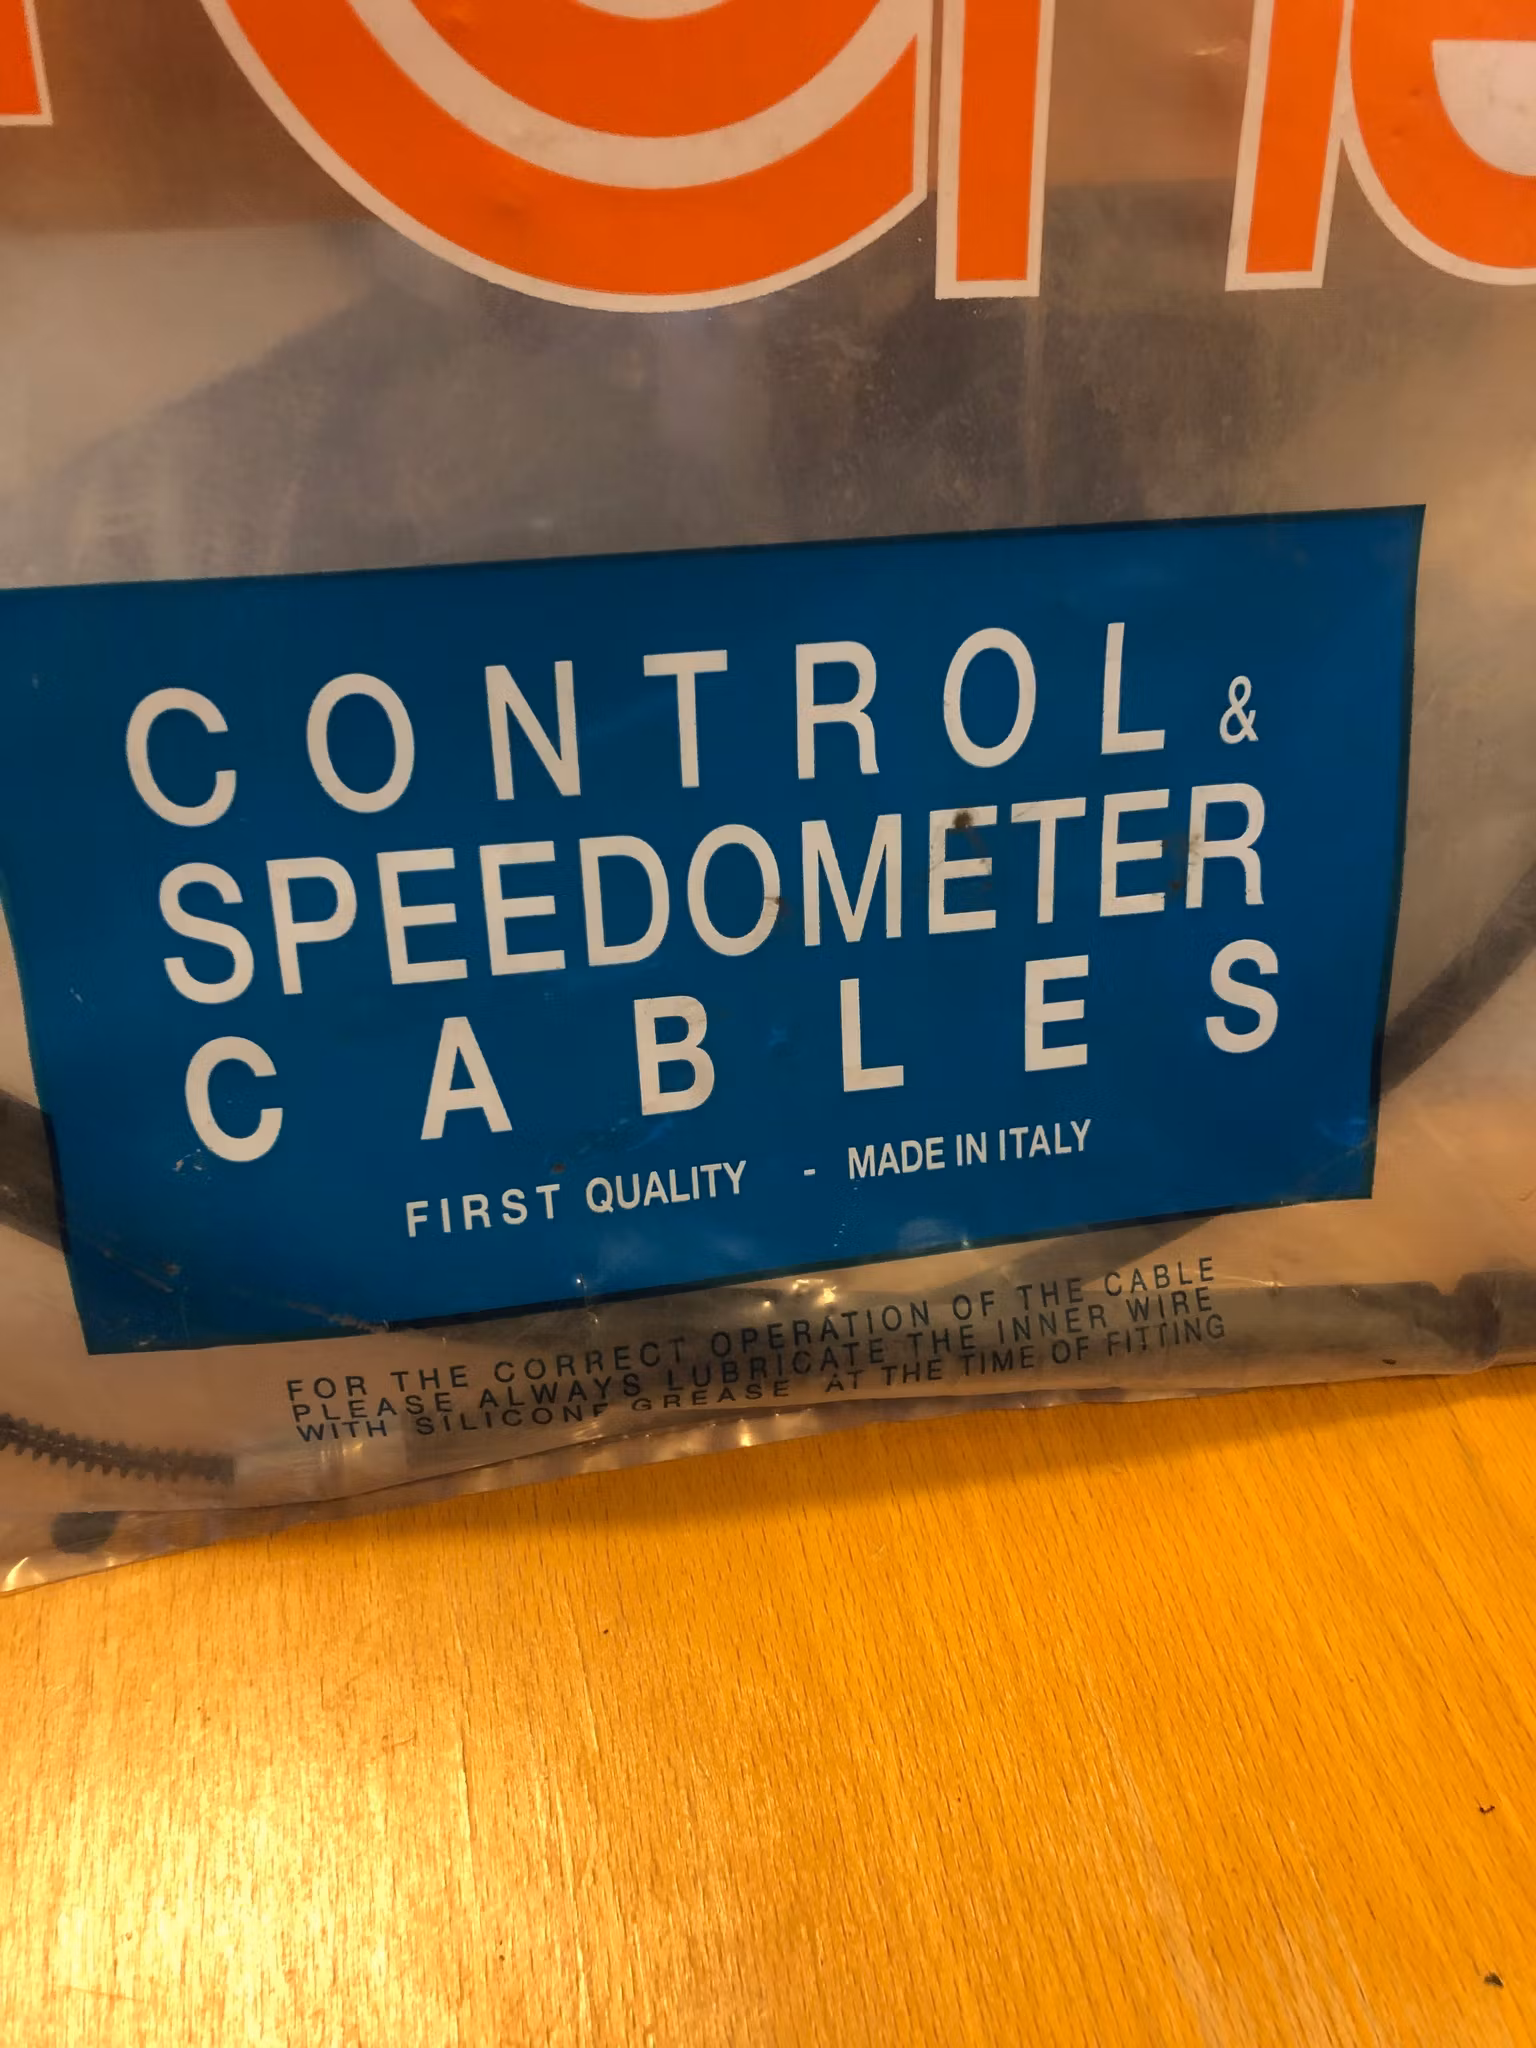 CONTROL &
SPEEDOMETER
CABLES
FIRST QUALITY - MADE IN ITALY
FOR THE CORRECT OPERATION OF THE CABLE
PLEASE ALWAYS LUBRICATE THE INNER WIRE
WITH SILICONE GREASE AT THE TIME OF FITTING